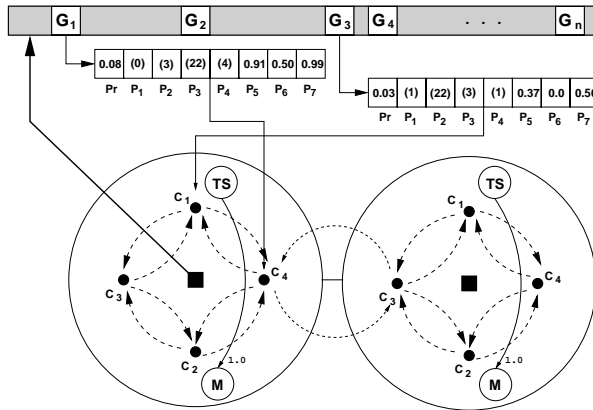 G1 G2 G3 G4 . . . Gn
0.08 (0) (3) (22) (4) 0.91 0.50 0.99
Pr P1 P2 P3 P4 P5 P6 P7
0.03 (1) (22) (3) (1) 0.37 0.0 0.50
Pr P1 P2 P3 P4 P5 P6 P7
TS TS
C1 C1
C4 C4
C3 C3
C2 C2
1.0 1.0
M M